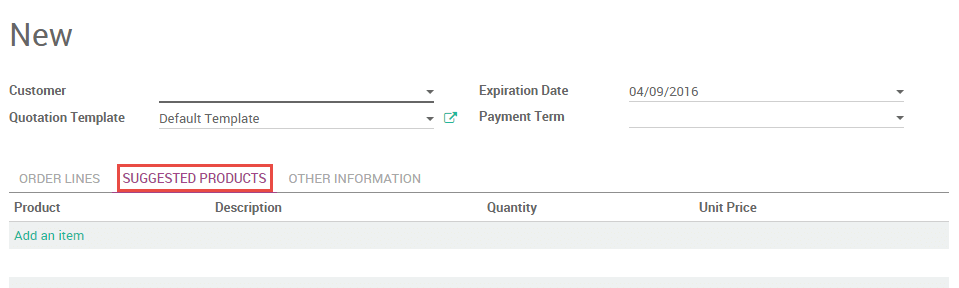 New
Customer
Expiration Date 04/09/2016
Quotation Template Default Template
Payment Term
ORDER LINES SUGGESTED PRODUCTS OTHER INFORMATION
Product Description Quantity Unit Price
Add an item